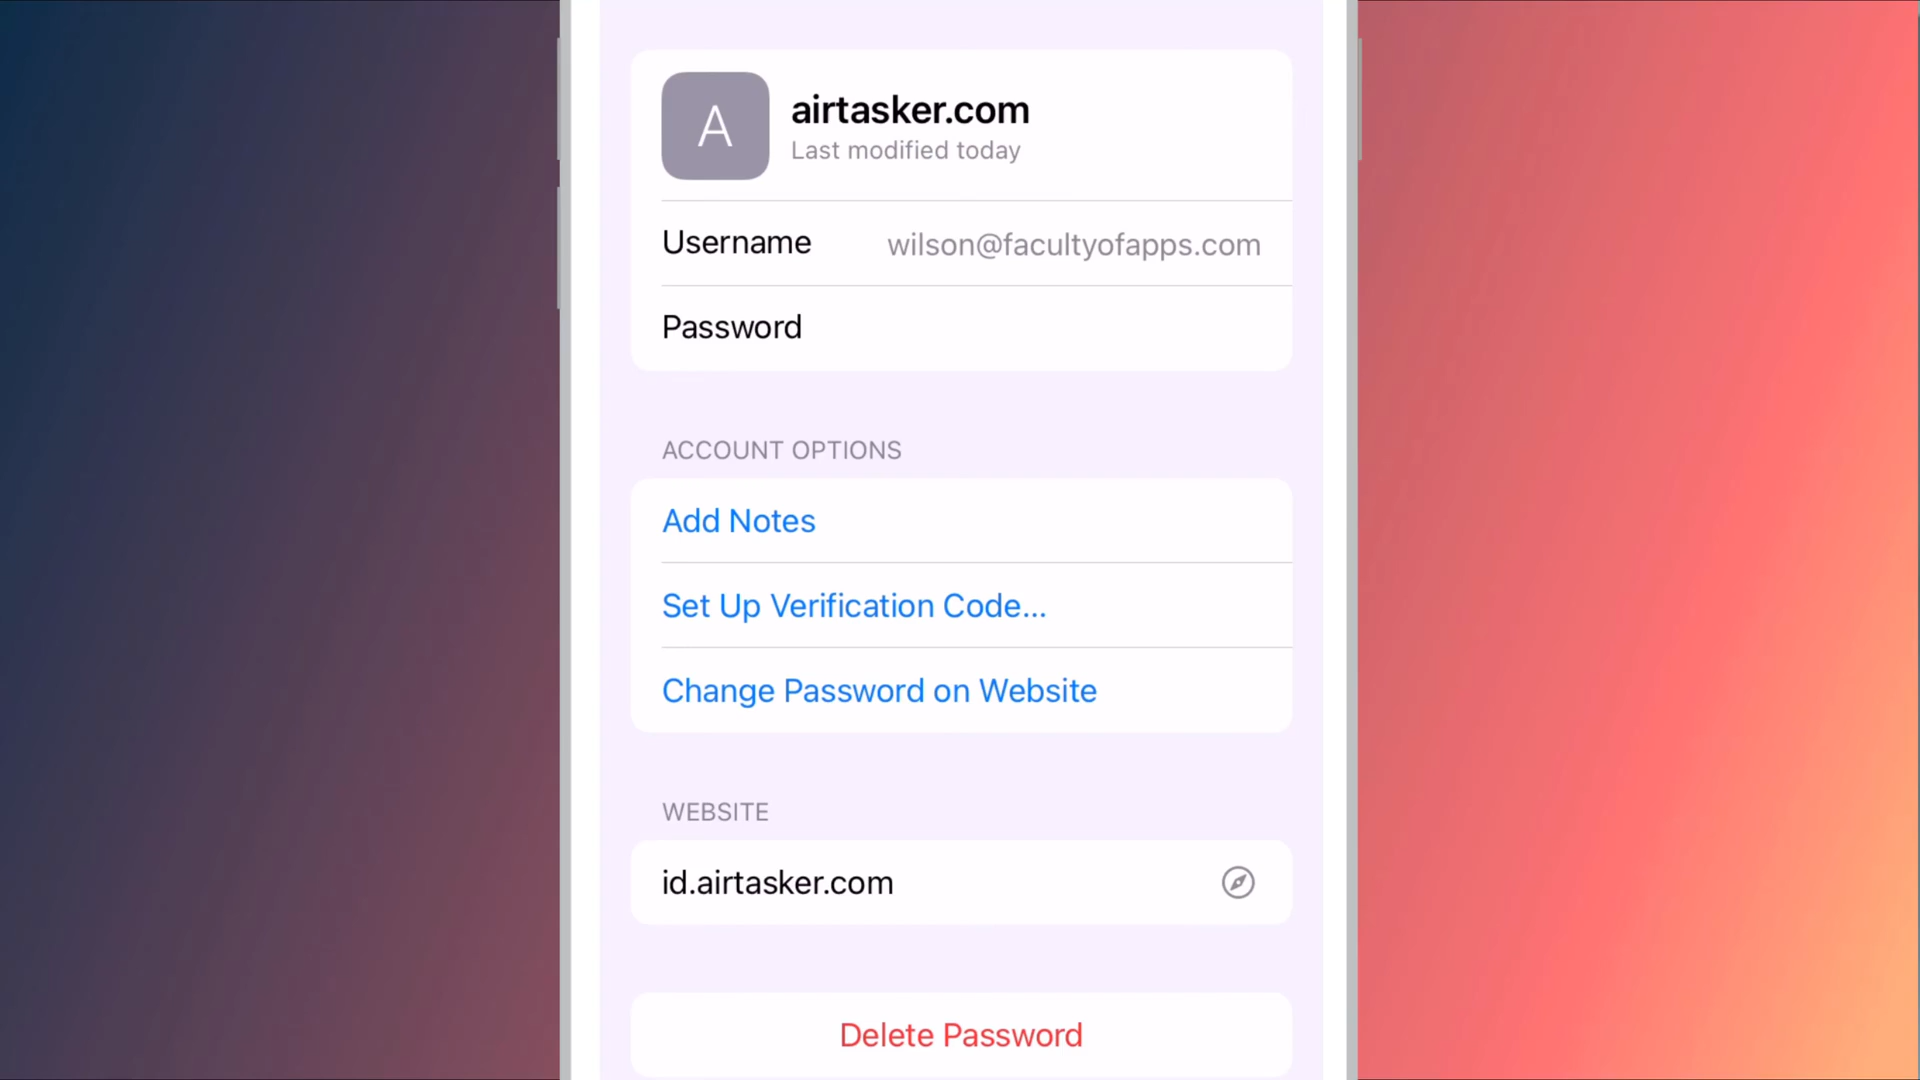 A
airtasker.com
Last modified today
Username wilson@facultyofapps.com
Password
ACCOUNT OPTIONS
Add Notes
Set Up Verification Code...
Change Password on Website
WEBSITE
id.airtasker.com
Delete Password